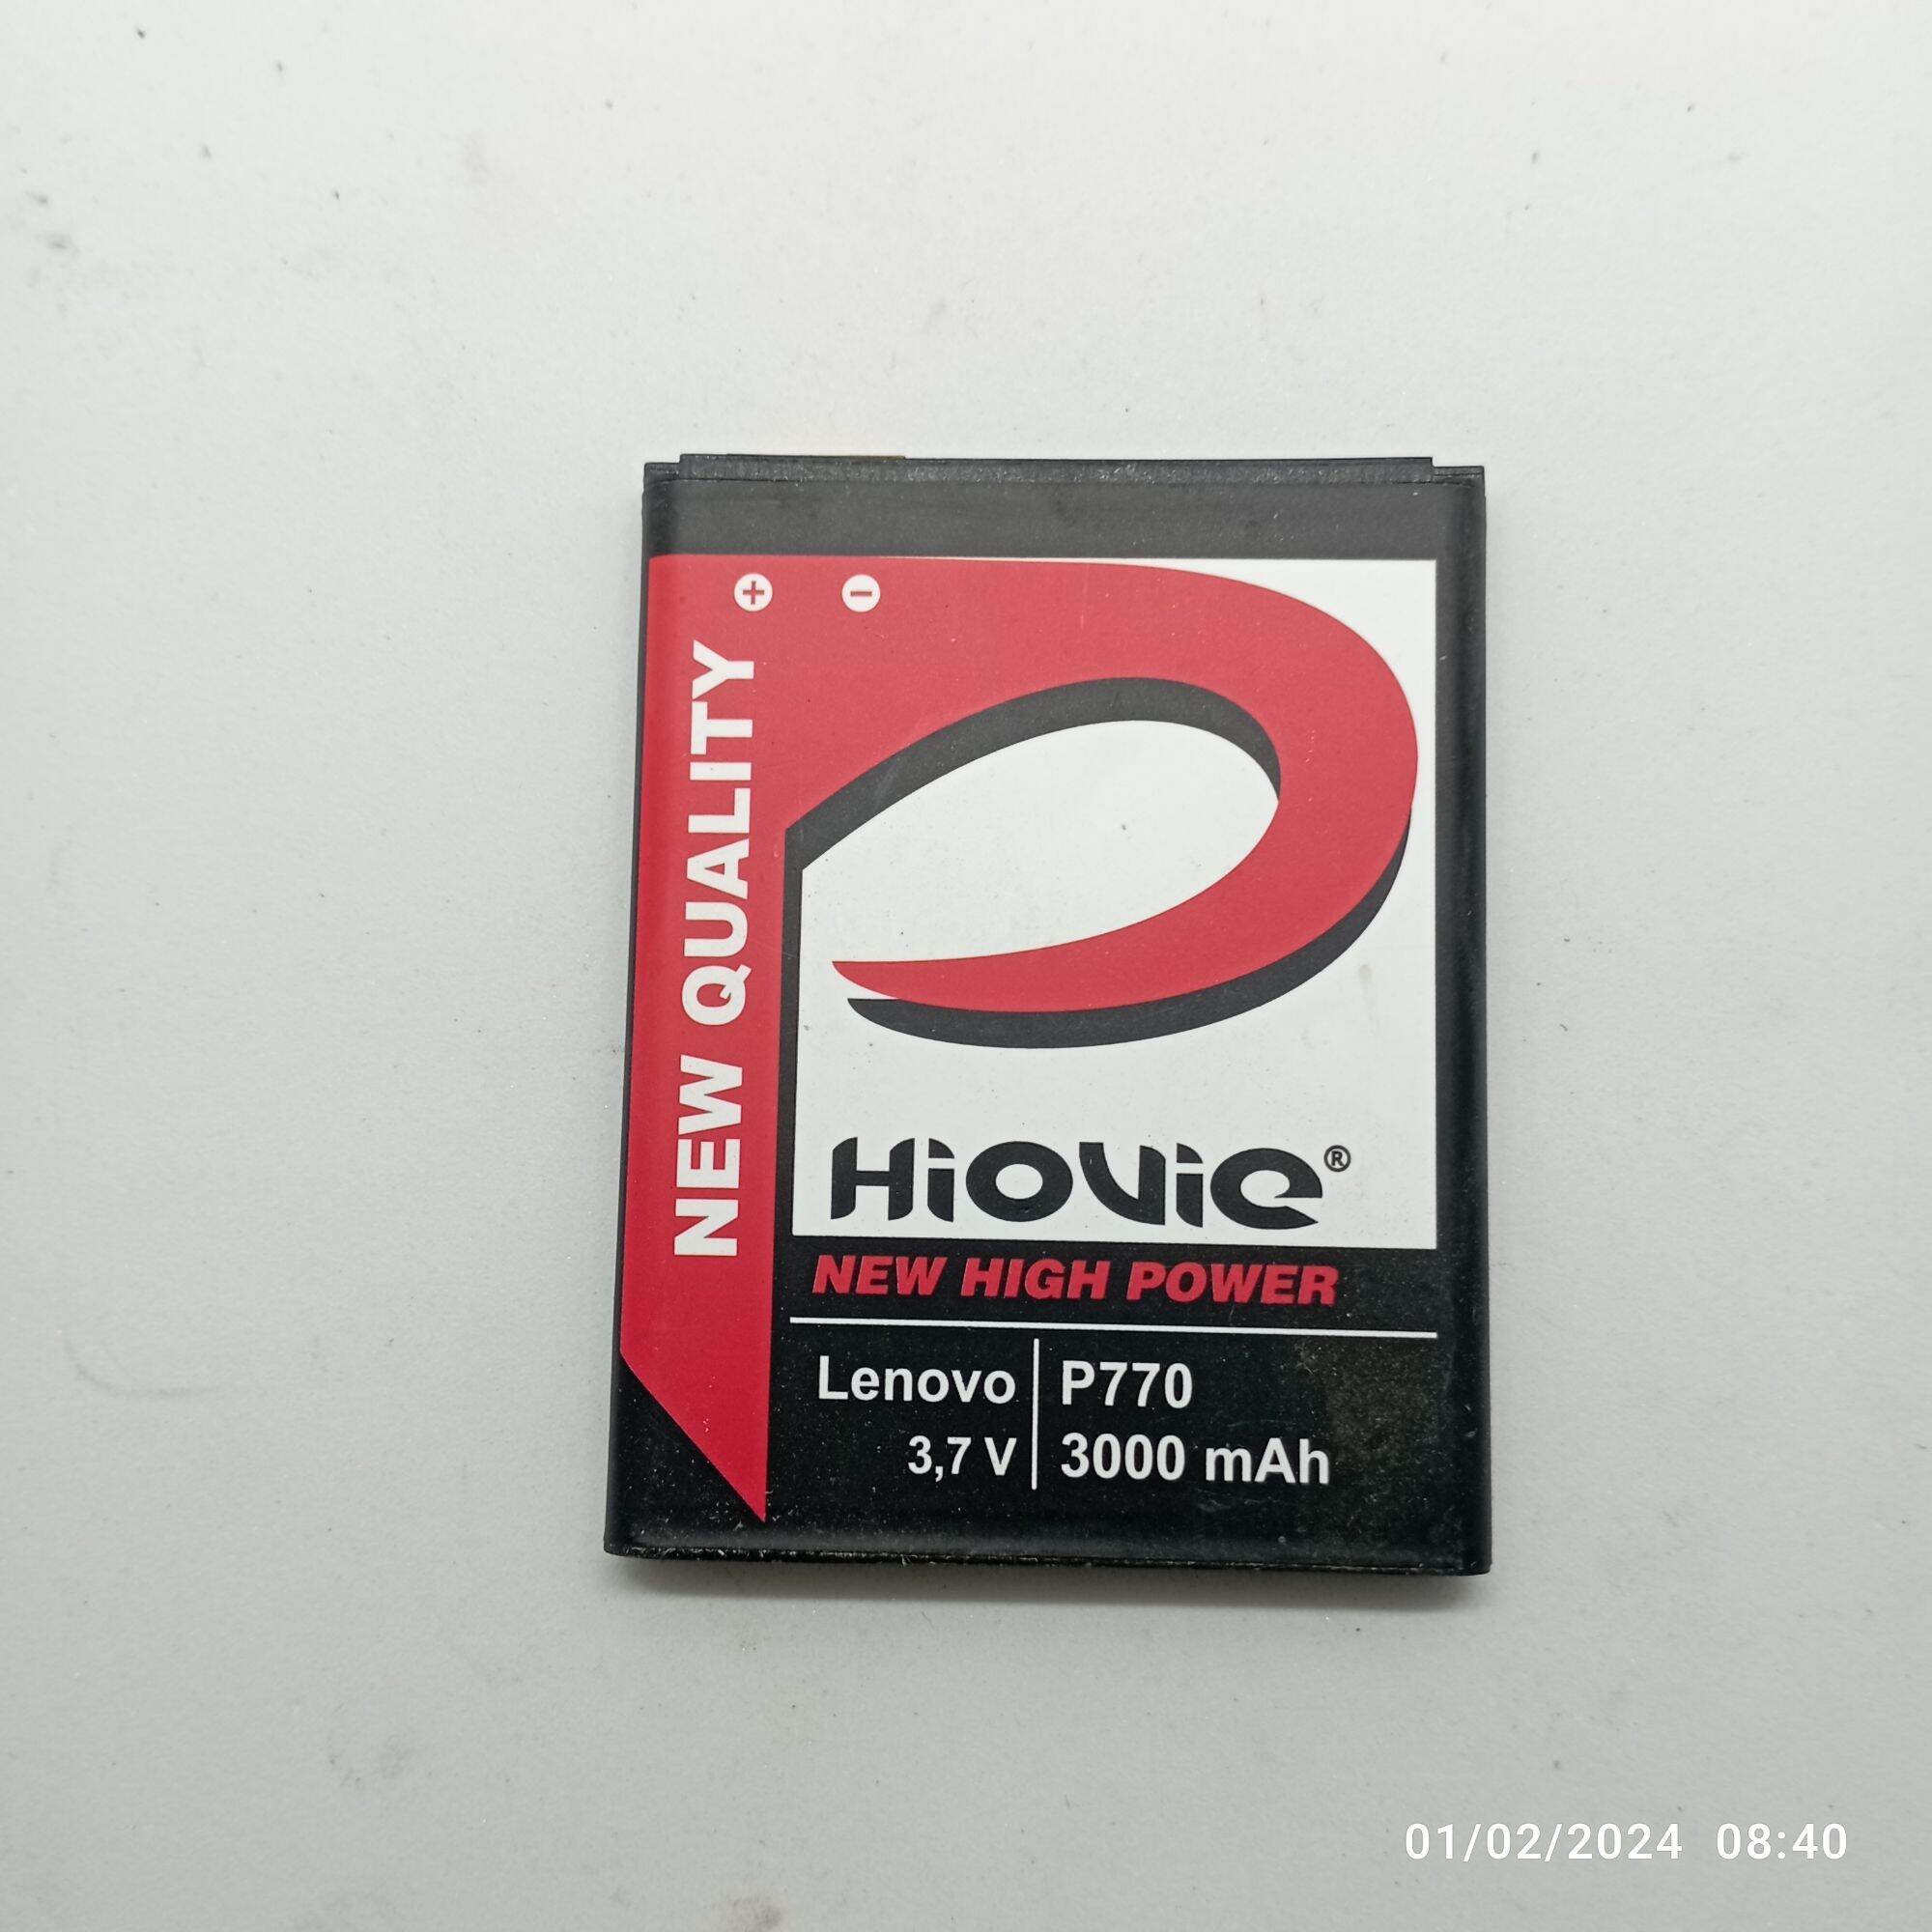 + −
NEW QUALITY
HiOViE®
NEW HIGH POWER
Lenovo P770
3,7 V 3000 mAh
01/02/2024 08:40